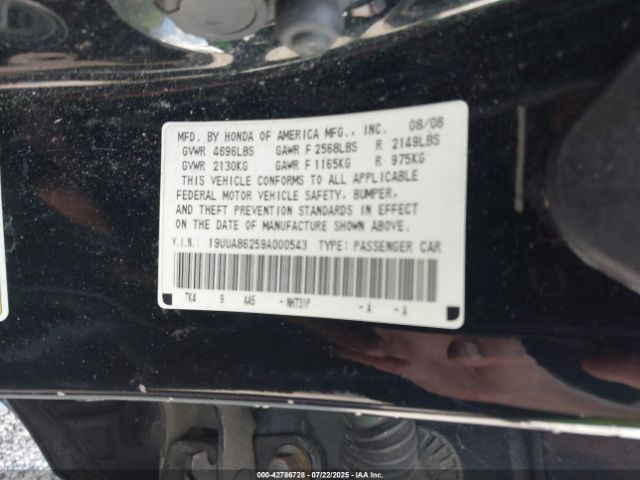 MFD. BY HONDA OF AMERICA MFG., INC. 08/08
GVWR 4696LBS GAWR F 2568LBS R 2149LBS
GVWR 2130KG GAWR F 1165KG R 975KG
THIS VEHICLE CONFORMS TO ALL APPLICABLE
FEDERAL MOTOR VEHICLE SAFETY, BUMPER,
AND THEFT PREVENTION STANDARDS IN EFFECT
ON THE DATE OF MANUFACTURE SHOWN ABOVE.
V.I.N.: 19UUA86259A000543 TYPE: PASSENGER CAR
TK4 9 AA5 -NH731P -A -A
000-42786728 - 07/22/2025 - IAA Inc.